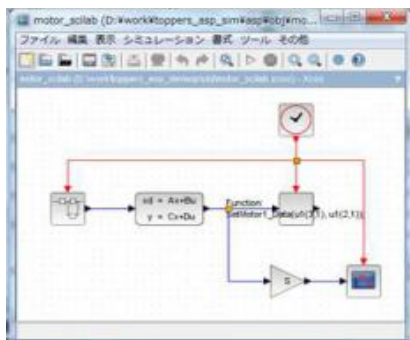 motor_scilab (D:¥work¥toppers_asp_sim¥asp¥obj¥mo...
ファイル 編集 表示 シミュレーション 書式 ツール その他
xd = Ax+Bu
y = Cx+Du
Function
SetMotor1_Data(u1(1,1), u1(2,1));